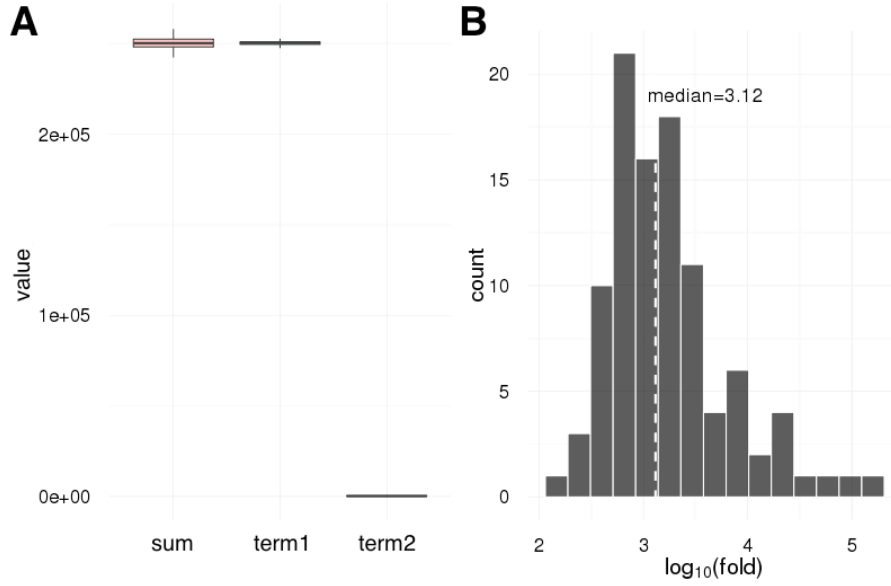 A
value
2e+05
1e+05
0e+00
sum term1 term2
B
count
20
15
10
5
0
median=3.12
2 3 4 5
log₁₀(fold)